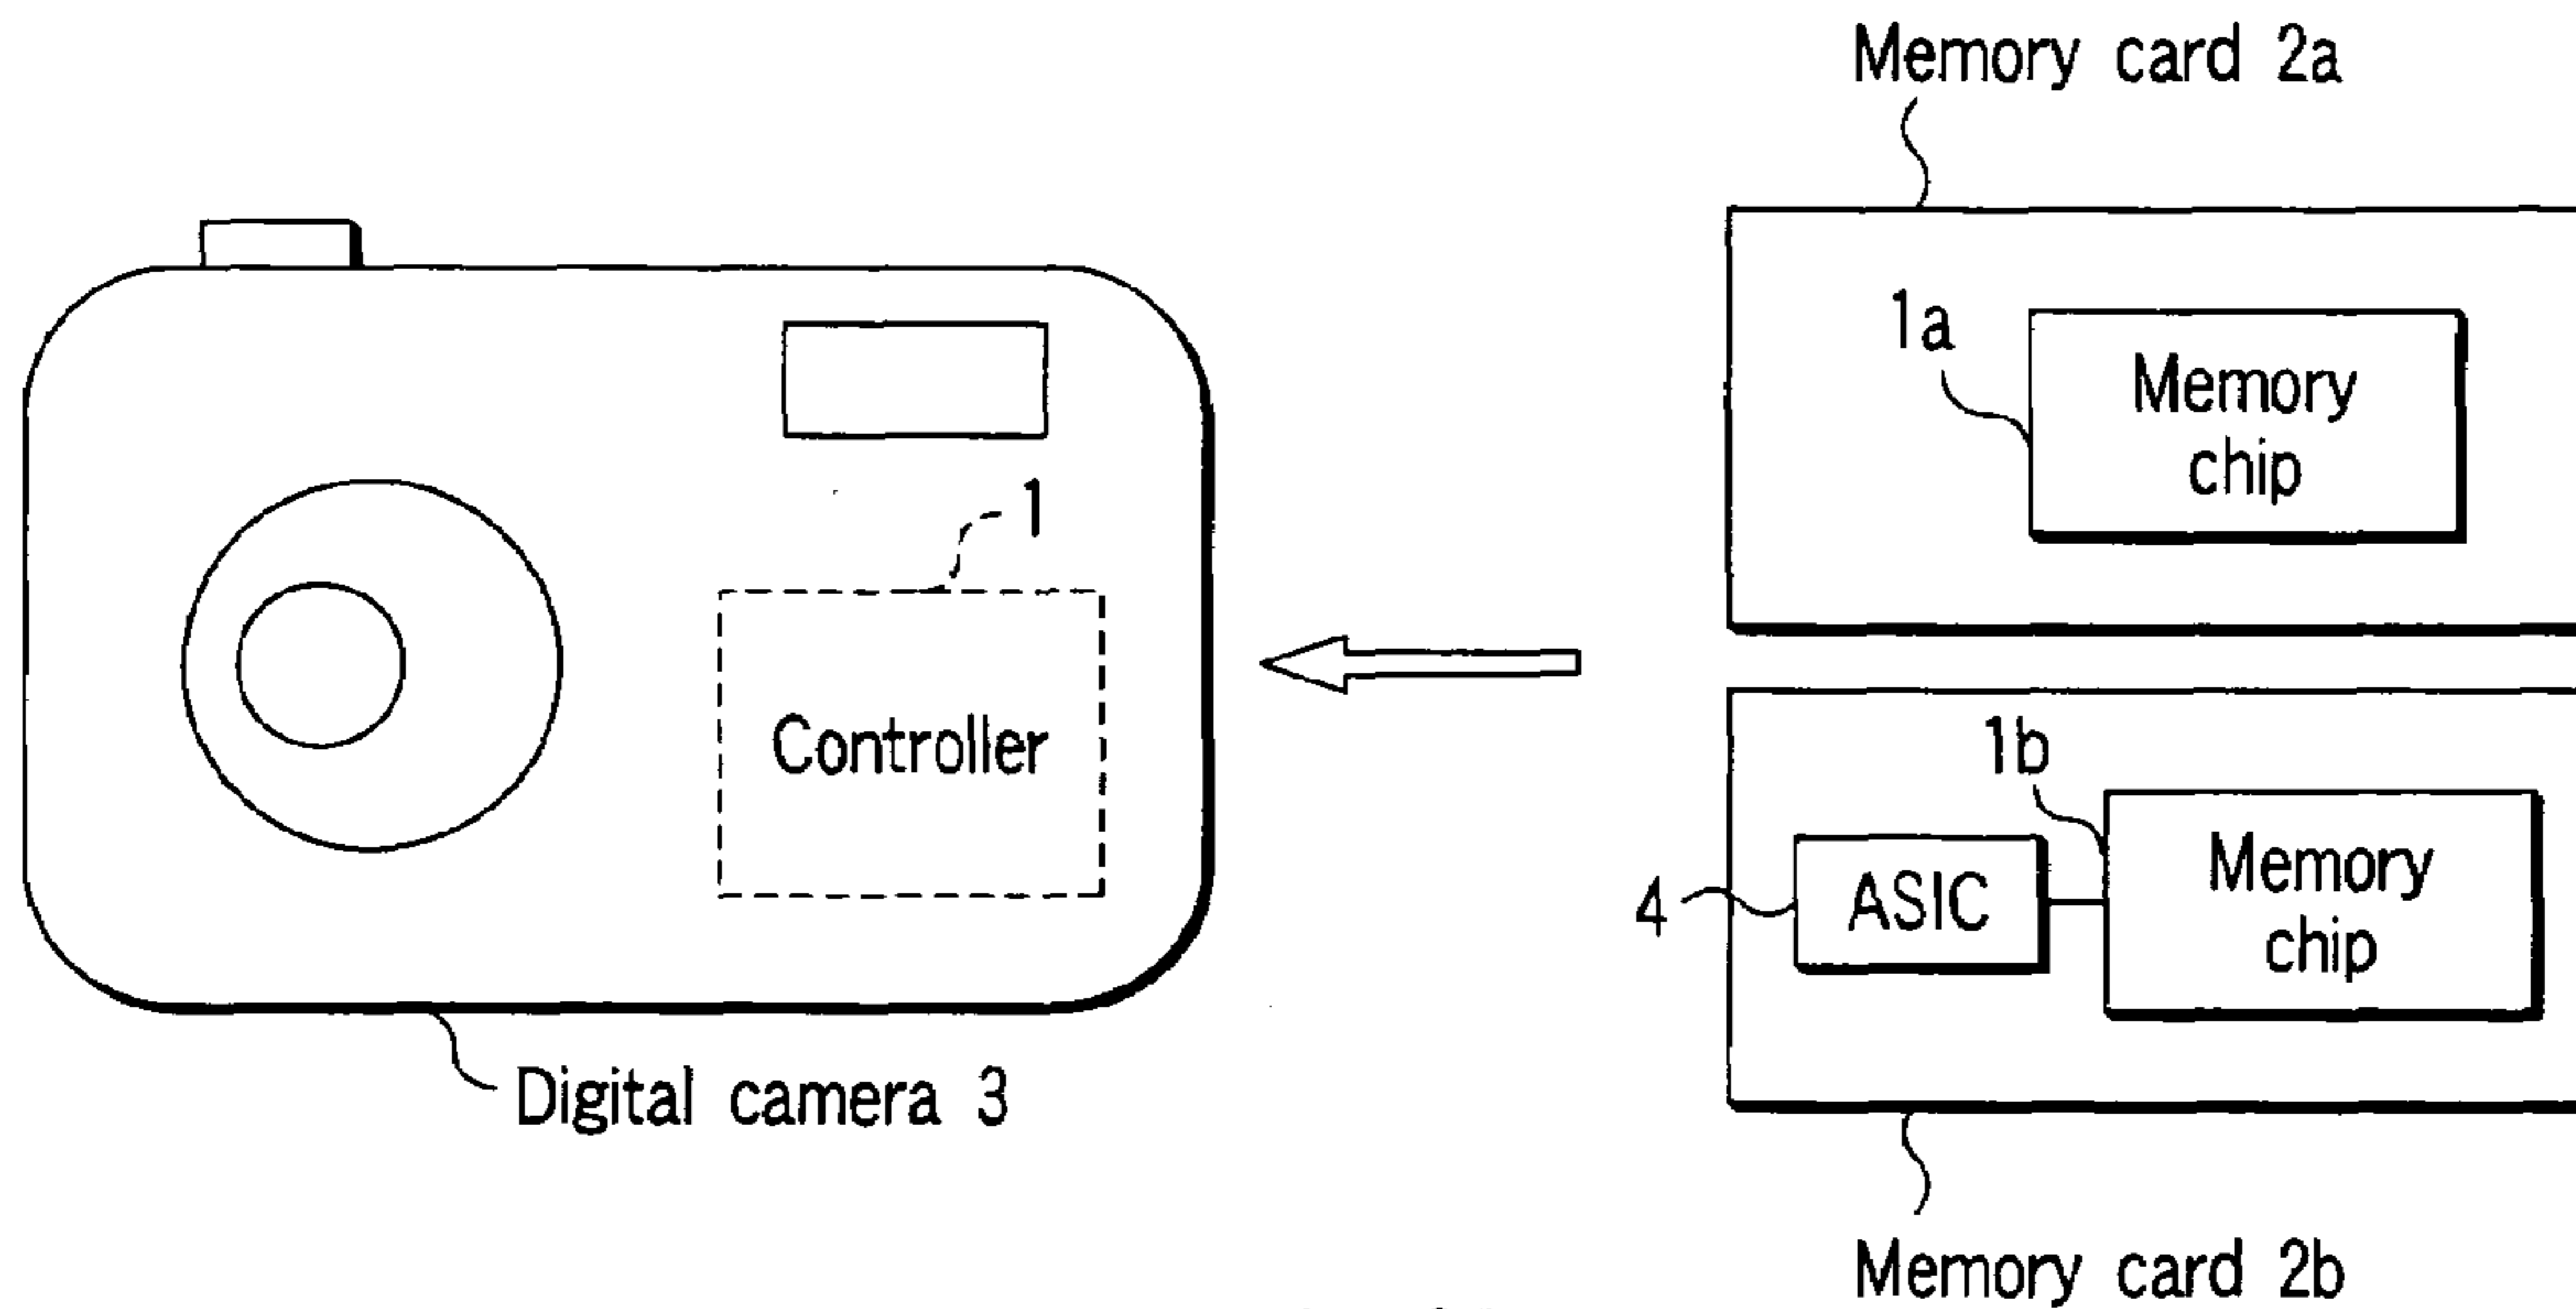 Memory card 2a
1a
Memory
chip
1
Controller
1b
Memory
chip
4
ASIC
Digital camera 3
Memory card 2b